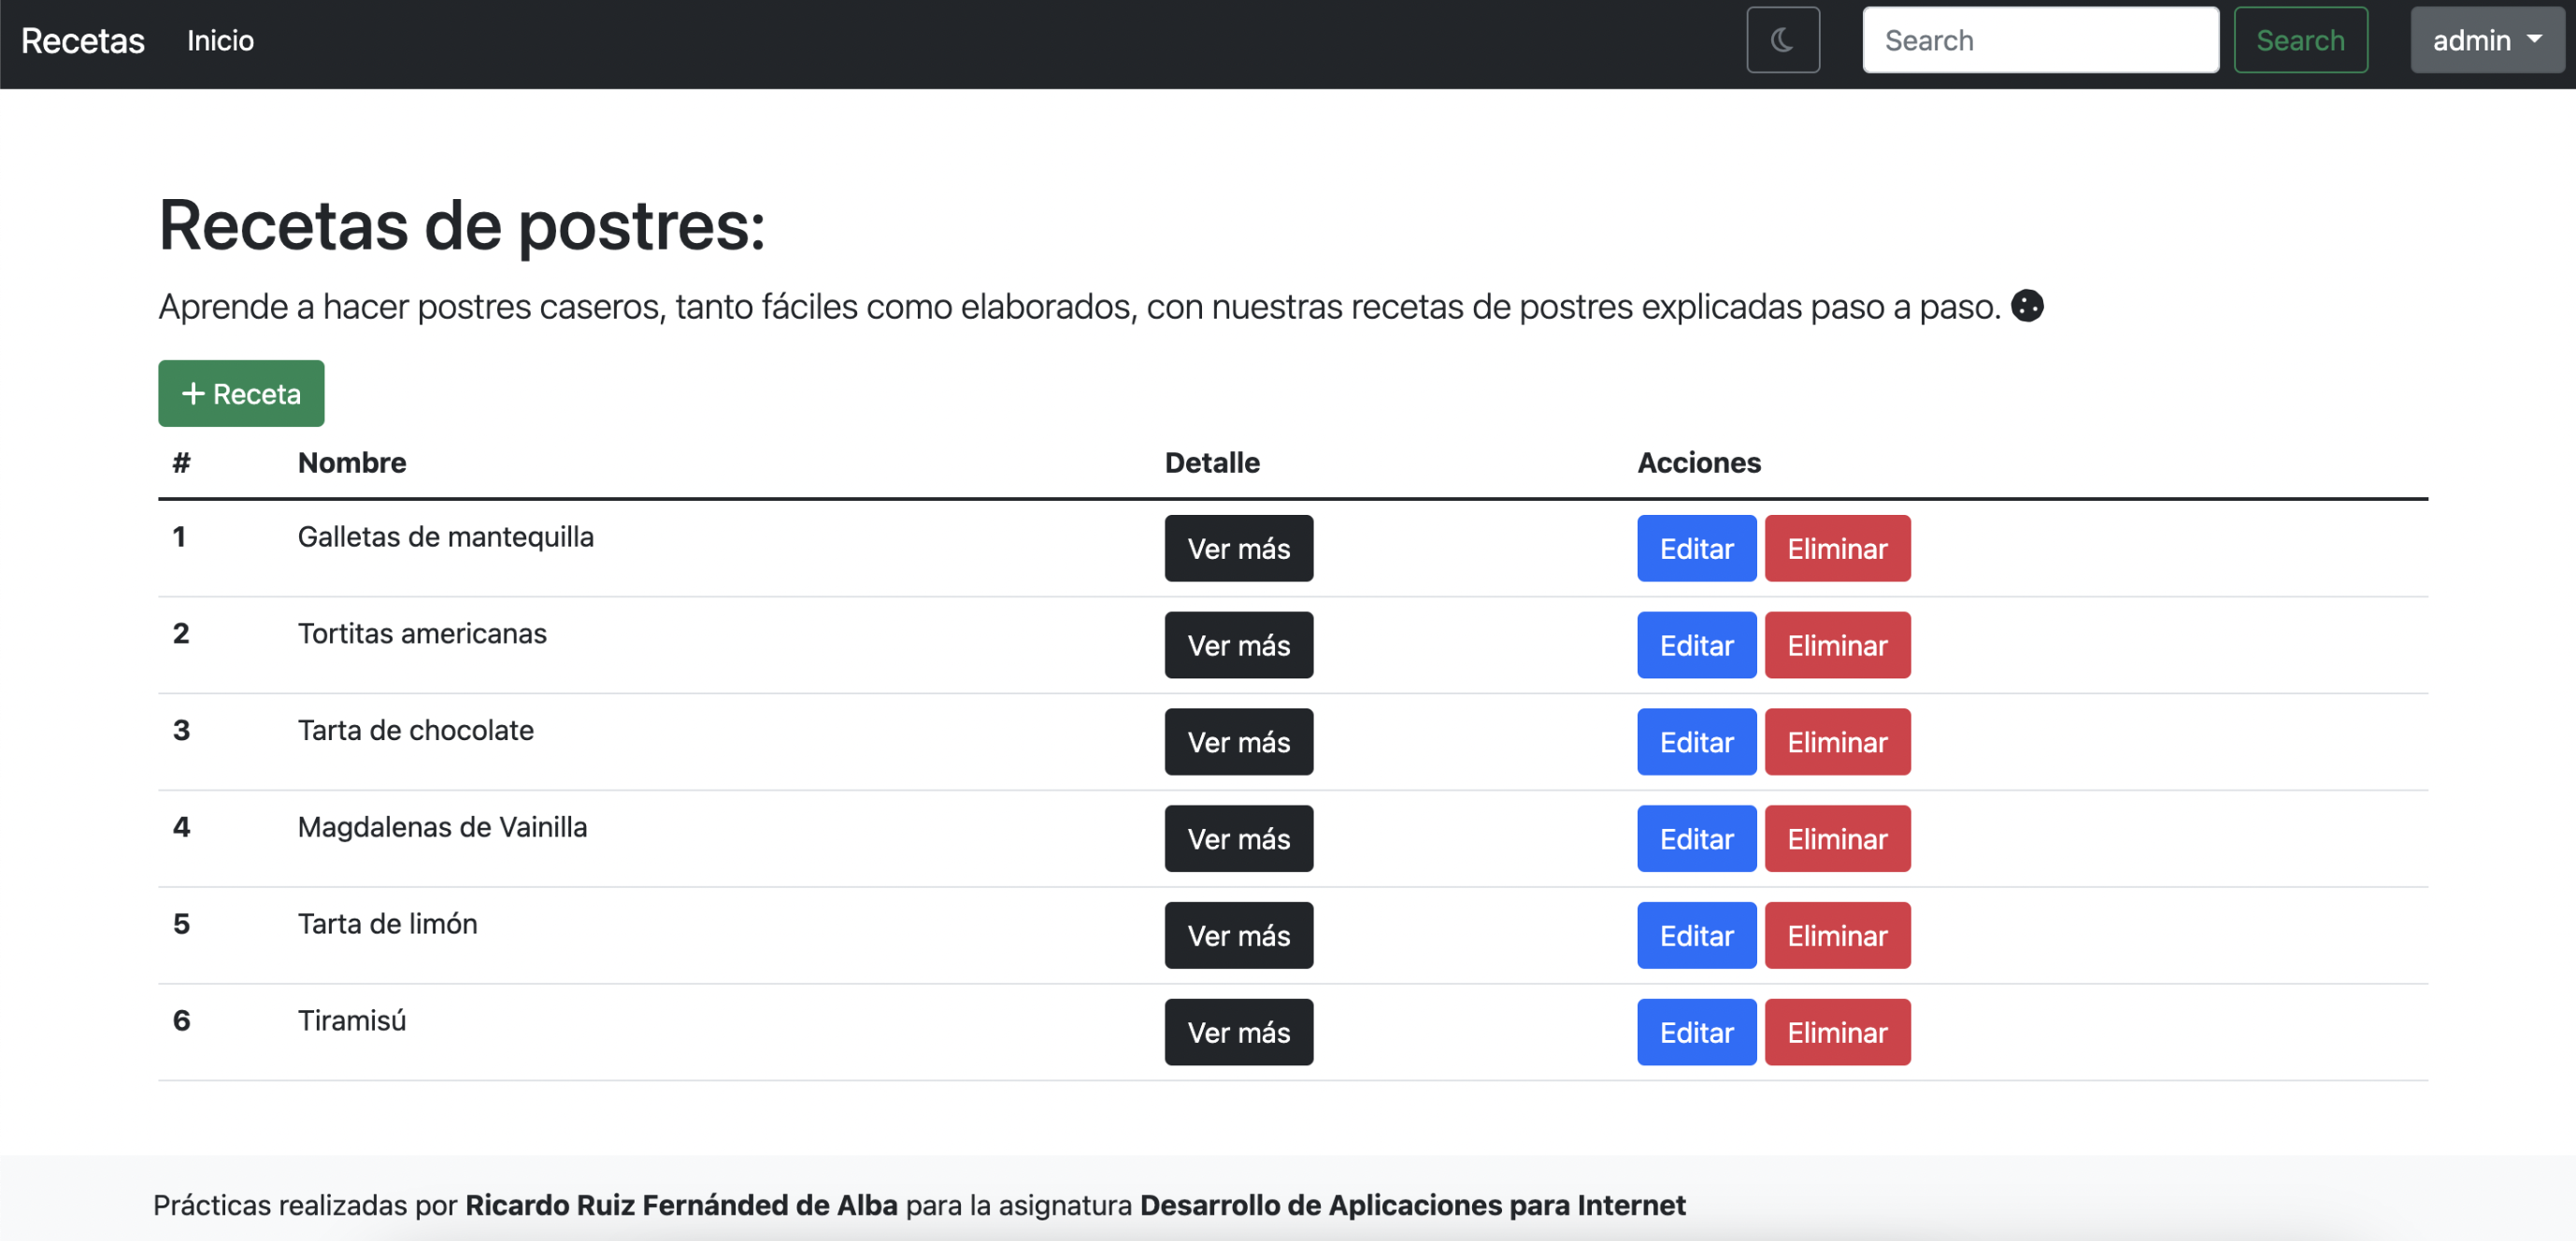 Recetas Inicio Search Search admin
Recetas de postres:
Aprende a hacer postres caseros, tanto fáciles como elaborados, con nuestras recetas de postres explicadas paso a paso.
+ Receta
# Nombre Detalle Acciones
1 Galletas de mantequilla Ver más Editar Eliminar
2 Tortitas americanas Ver más Editar Eliminar
3 Tarta de chocolate Ver más Editar Eliminar
4 Magdalenas de Vainilla Ver más Editar Eliminar
5 Tarta de limón Ver más Editar Eliminar
6 Tiramisú Ver más Editar Eliminar
Prácticas realizadas por Ricardo Ruiz Fernánded de Alba para la asignatura Desarrollo de Aplicaciones para Internet